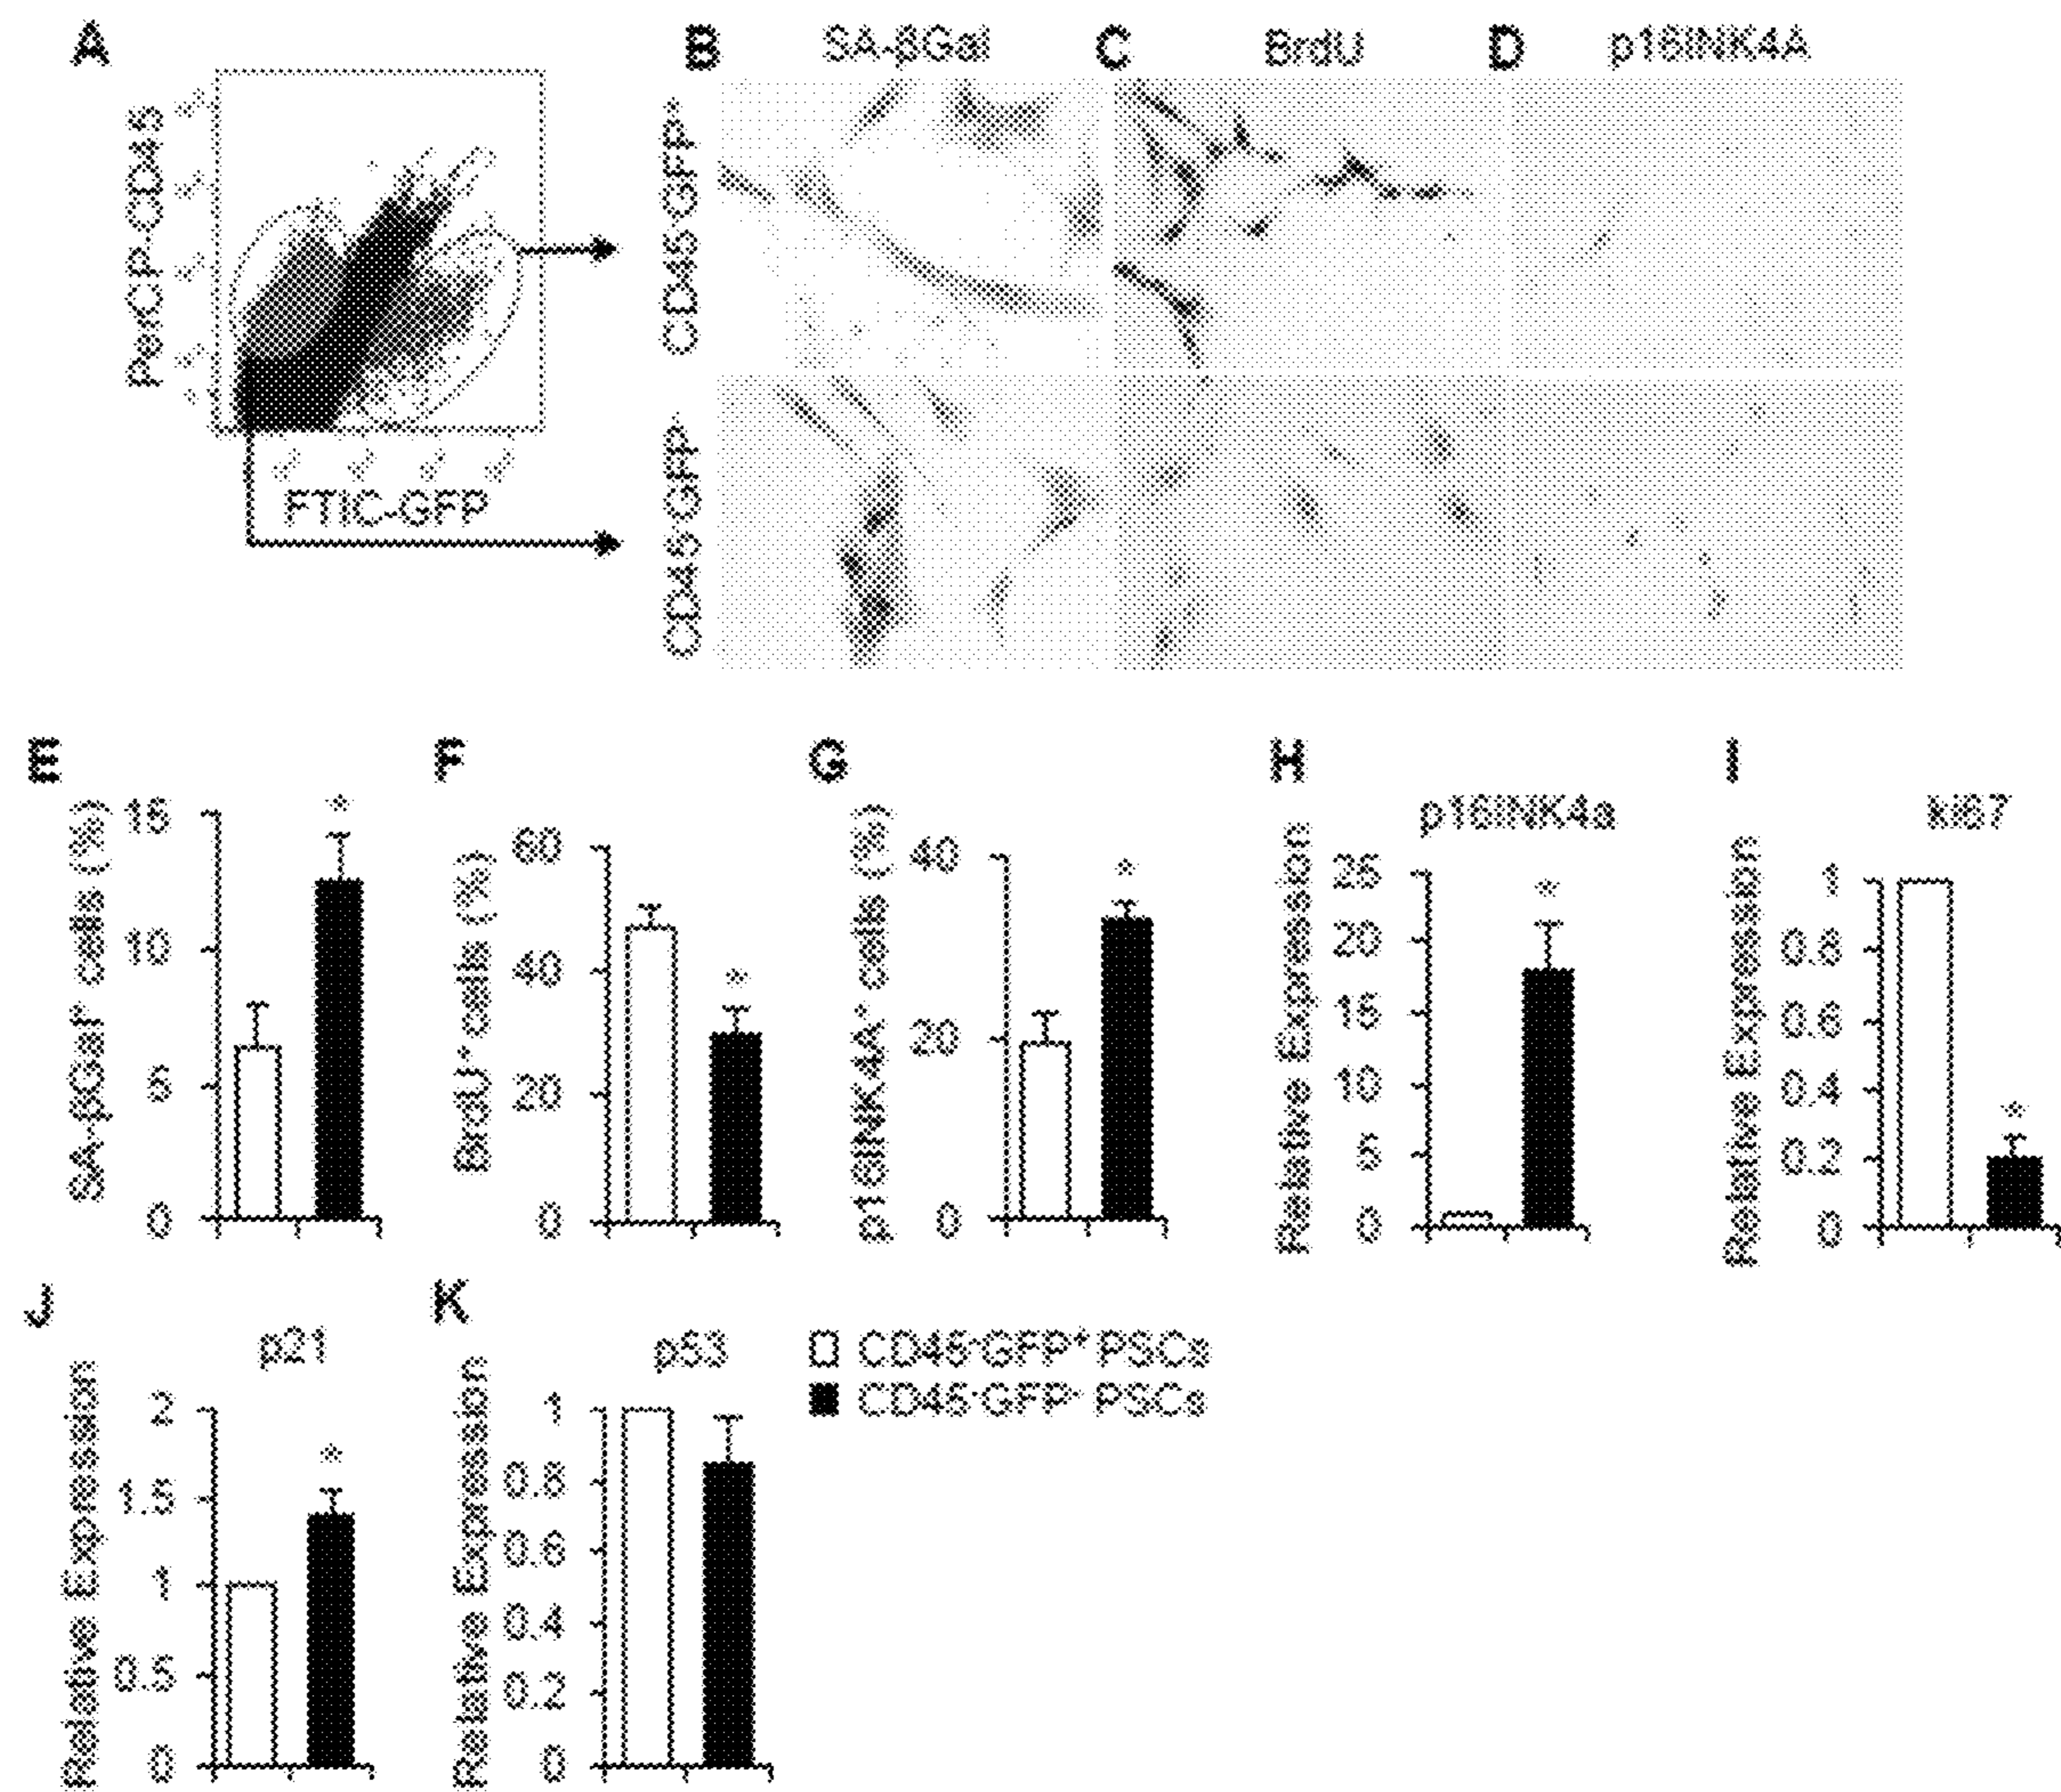 A
PerCP-CD45
FTIC-GFP
B SA-βGal C BrdU D p16INK4A
CD45-GFP+
CD45-GFP-
E
SA-βGal+ cells (%)
15
10
5
0
*
F
BrdU+ cells (%)
60
40
20
0
*
G
p16INK4A+ cells (%)
40
20
0
*
H
p16INK4a
Relative Expression
25
20
15
10
5
0
*
I
ki67
Relative Expression
1
0.8
0.6
0.4
0.2
0
*
J
p21
Relative Expression
2
1.5
1
0.5
0
*
K
p53
Relative Expression
1
0.8
0.6
0.4
0.2
0
CD45-GFP+ PSCs
CD45-GFP- PSCs